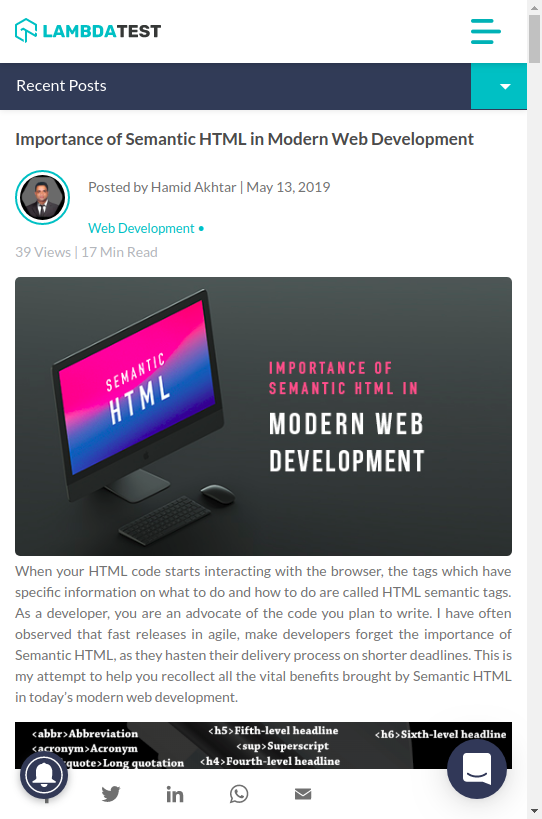 LAMBDATEST
Recent Posts
Importance of Semantic HTML in Modern Web Development
Posted by Hamid Akhtar | May 13, 2019
Web Development •
39 Views | 17 Min Read
SEMANTIC
HTML
IMPORTANCE OF
SEMANTIC HTML IN
MODERN WEB
DEVELOPMENT
When your HTML code starts interacting with the browser, the tags which have
specific information on what to do and how to do are called HTML semantic tags.
As a developer, you are an advocate of the code you plan to write. I have often
observed that fast releases in agile, make developers forget the importance of
Semantic HTML, as they hasten their delivery process on shorter deadlines. This is
my attempt to help you recollect all the vital benefits brought by Semantic HTML
in today's modern web development.
<abbr>Abbreviation
<h5>Fifth-level headline
<h6>Sixth-level headline
<acronym>Acronym
<sup>Superscript
quote>Long quotation
<h4>Fourth-level headline